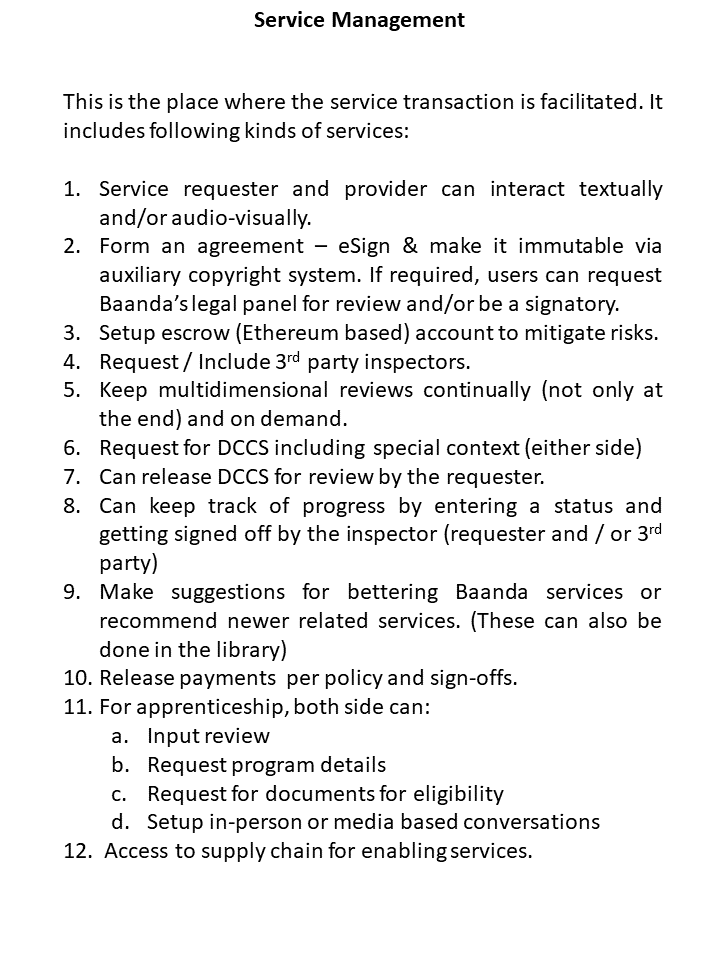 Service Management
This is the place where the service transaction is facilitated. It
includes following kinds of services:
1. Service requester and provider can interact textually
and/or audio-visually.
2. Form an agreement – eSign & make it immutable via
auxiliary copyright system. If required, users can request
Baanda's legal panel for review and/or be a signatory.
3. Setup escrow (Ethereum based) account to mitigate risks.
4. Request / Include 3rd party inspectors.
5. Keep multidimensional reviews continually (not only at
the end) and on demand.
6. Request for DCCS including special context (either side)
7. Can release DCCS for review by the requester.
8. Can keep track of progress by entering a status and
getting signed off by the inspector (requester and / or 3rd
party)
9. Make suggestions for bettering Baanda services or
recommend newer related services. (These can also be
done in the library)
10. Release payments per policy and sign-offs.
11. For apprenticeship, both side can:
a. Input review
b. Request program details
c. Request for documents for eligibility
d. Setup in-person or media based conversations
12. Access to supply chain for enabling services.